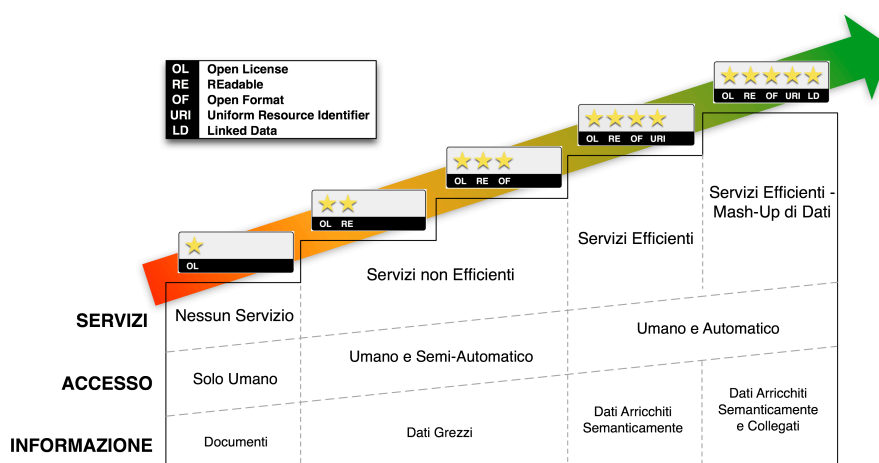 OL Open License
RE REadable
OF Open Format
URI Uniform Resource Identifier
LD Linked Data
OL RE OF URI LD
OL RE OF URI
OL RE OF
OL RE
OL
Servizi Efficienti -
Mash-Up di Dati
Servizi Efficienti
Servizi non Efficienti
SERVIZI
Nessun Servizio
Umano e Automatico
Umano e Semi-Automatico
ACCESSO
Solo Umano
Dati Arricchiti
Semanticamente
e Collegati
Dati Arricchiti
Semanticamente
Dati Grezzi
INFORMAZIONE
Documenti